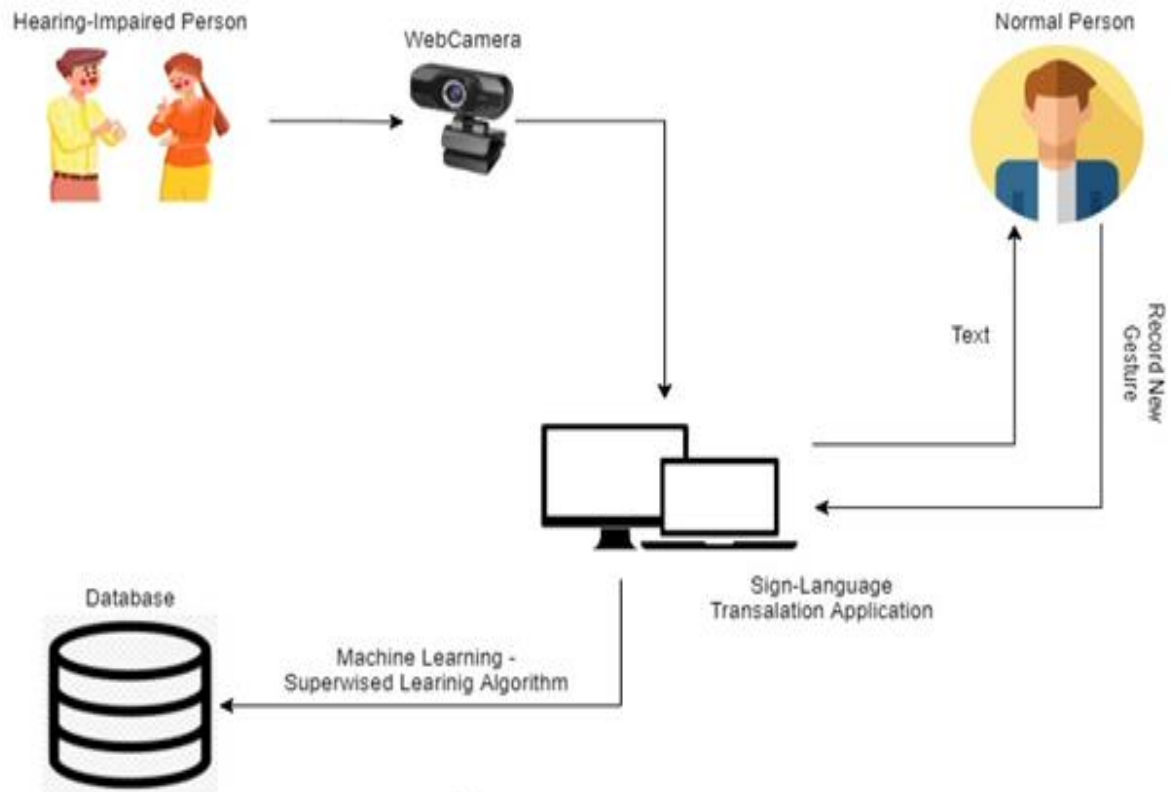 Hearing-Impaired Person
WebCamera
Normal Person
Text
Record New
Gesture
Sign-Language
Transalation Application
Database
Machine Learning -
Superwised Learinig Algorithm